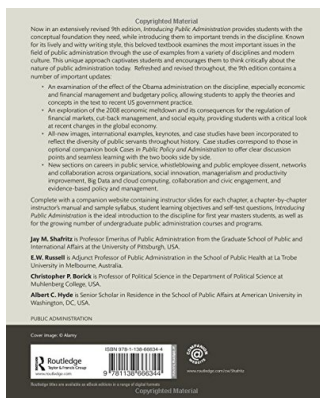 Copyrighted Material
Now in an extensively revised 9th edition, Introducing Public Administration provides students with the
conceptual foundation they need, while introducing them to important trends in the discipline. Known
for its lively and witty writing style, this beloved textbook examines the most important issues in the
field of public administration through the use of examples from a variety of disciplines and modern
culture. This unique approach captivates students and encourages them to think critically about the
nature of public administration today. Refreshed and revised throughout, the 9th edition contains a
number of important updates:
• An examination of the effect of the Obama administration on the discipline, especially economic
and financial management and budgetary policy, allowing students to apply the theories and
concepts in the text to recent US government practice.
• An exploration of the 2008 economic meltdown and its consequences for the regulation of
financial markets, cut-back management, and social equity, providing students with a critical look
at recent changes in the global economy.
• All-new images, international examples, keynotes, and case studies have been incorporated to
reflect the diversity of public servants throughout history. Case studies correspond to those in
optional companion book Cases in Public Policy and Administration to offer clear discussion
points and seamless learning with the two books side by side.
• New sections on careers in public service, whistleblowing and public employee dissent, networks
and collaboration across organizations, social innovation, managerialism and productivity
improvement, Big Data and cloud computing, collaboration and civic engagement, and
evidence-based policy and management.
Complete with a companion website containing instructor slides for each chapter, a chapter-by-chapter
instructor's manual and sample syllabus, student learning objectives and self-test questions, Introducing
Public Administration is the ideal introduction to the discipline for first year masters students, as well as
for the growing number of undergraduate public administration courses and programs.
Jay M. Shafritz is Professor Emeritus of Public Administration from the Graduate School of Public and
International Affairs at the University of Pittsburgh, USA.
E.W. Russell is Adjunct Professor of Public Administration in the School of Public Health at La Trobe
University in Melbourne, Australia.
Christopher P. Borick is Professor of Political Science in the Department of Political Science at
Muhlenberg College, USA.
Albert C. Hyde is Senior Scholar in Residence in the School of Public Affairs at American University in
Washington, DC, USA.
PUBLIC ADMINISTRATION
Cover image: © Alamy
ISBN 978-1-138-66634-4
9 781138 666344
COMPANION
WEBSITE
Routledge
Taylor & Francis Group
www.routledge.com
www.routledge.com/cw/Shafritz
Routledge titles are available as eBook editions in a range of digital formats
Copyrighted Material